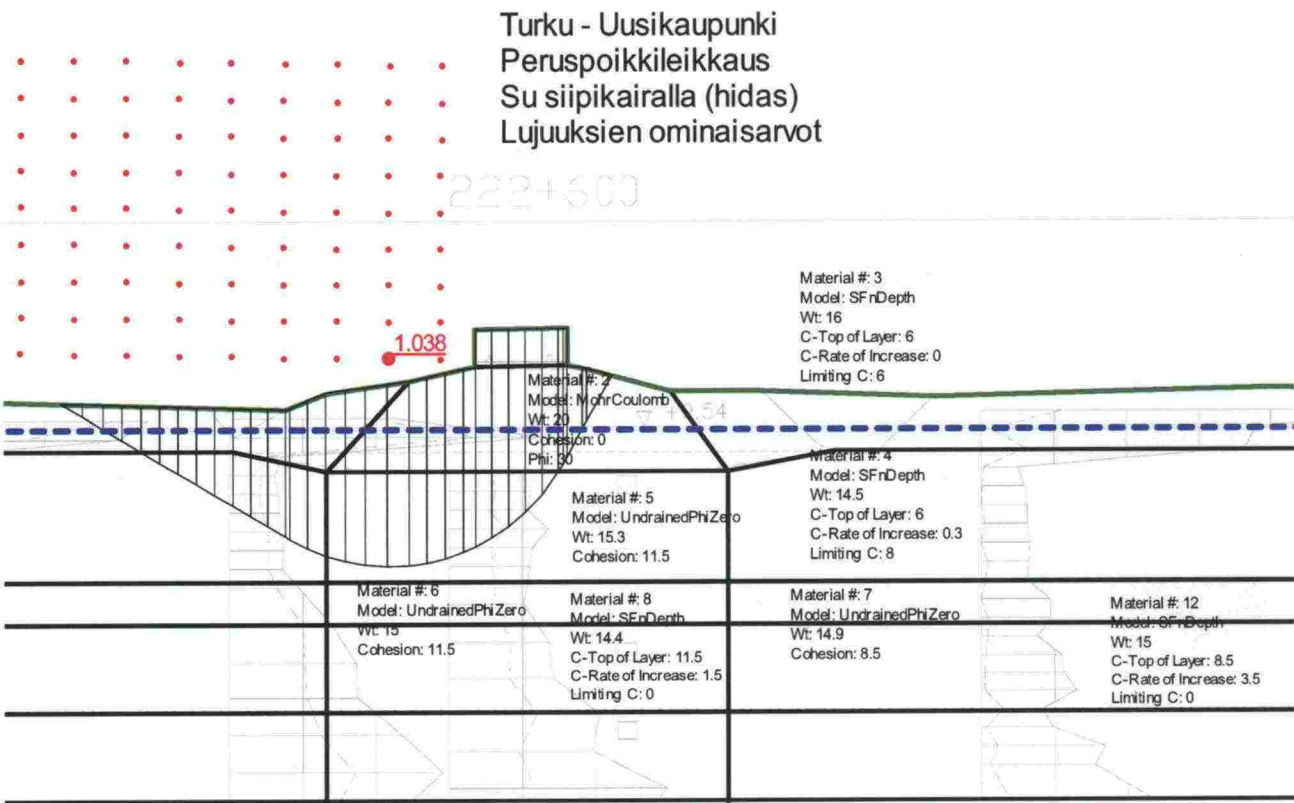 Turku - Uusikaupunki
Peruspoikkileikkaus
Su siipikairalla (hidas)
Lujuuksien ominaisarvot
222+600
Material #: 3
Model: SFnDepth
Wt: 16
C-Top of Layer: 6
C-Rate of Increase: 0
Limiting C: 6
1.038
Material #: 2
Model: MohrCoulomb
Wt: 20
Cohesion: 0
Phi: 30
Material #: 4
Model: SFnDepth
Wt: 14.5
C-Top of Layer: 6
C-Rate of Increase: 0.3
Limiting C: 8
Material #: 5
Model: UndrainedPhiZero
Wt: 15.3
Cohesion: 11.5
Material #: 6
Model: UndrainedPhiZero
Wt: 15
Cohesion: 11.5
Material #: 8
Model: SFnDepth
Wt: 14.4
C-Top of Layer: 11.5
C-Rate of Increase: 1.5
Limiting C: 0
Material #: 7
Model: UndrainedPhiZero
Wt: 14.9
Cohesion: 8.5
Material #: 12
Model: SFnDepth
Wt: 15
C-Top of Layer: 8.5
C-Rate of Increase: 3.5
Limiting C: 0